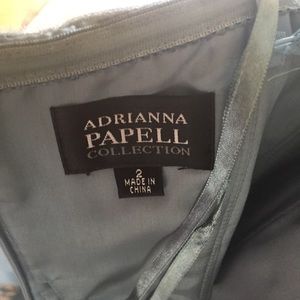 ADRIANNA
PAPELL
COLLECTION
2
MADE IN
CHINA